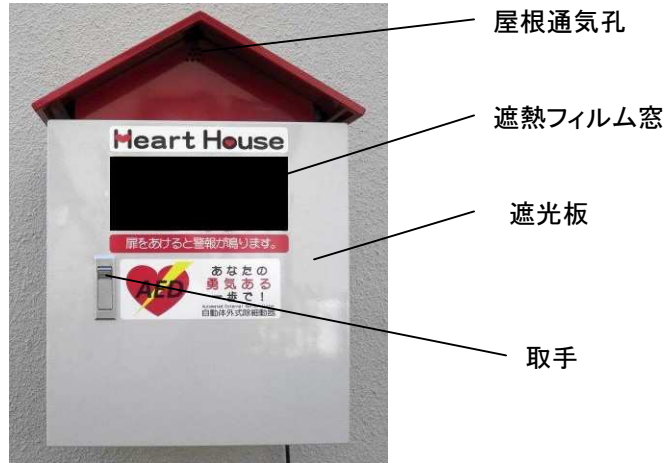 屋根通気孔
Heart House
遮熱フィルム窓
扉をあけると警報が鳴ります。
遮光板
AED
あなたの
勇気ある
一歩で!
自動体外式除細動器
取手